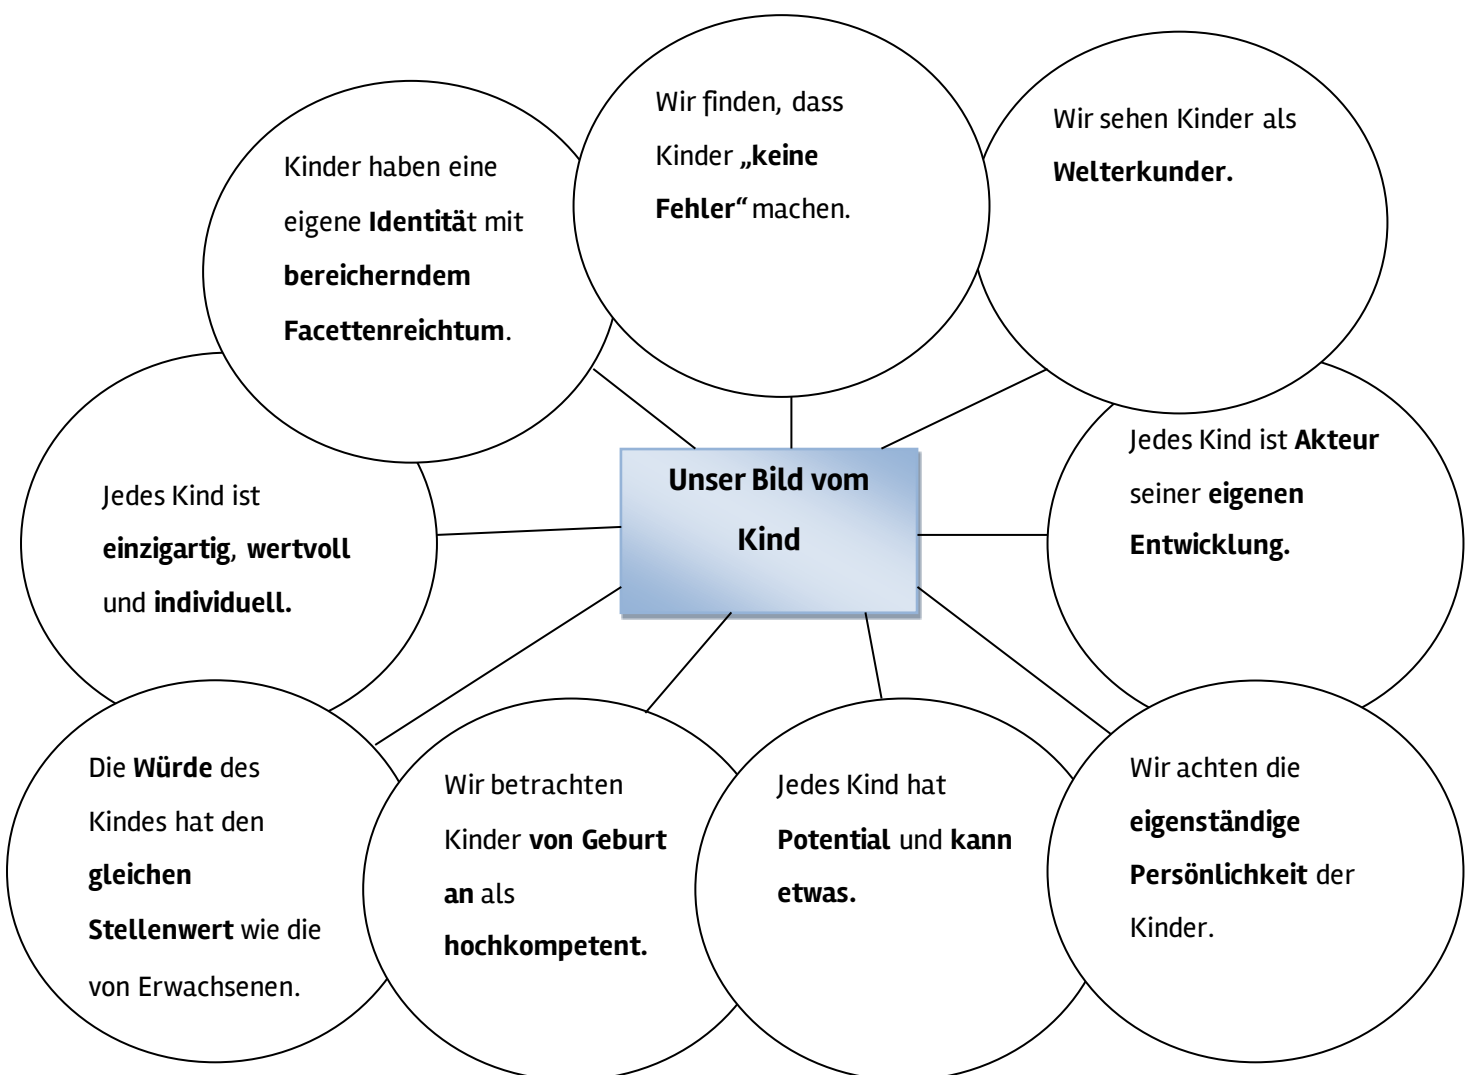 Wir finden, dass
Kinder „keine
Fehler“ machen.
Wir sehen Kinder als
Welterkunder.
Kinder haben eine
eigene Identität mit
bereicherndem
Facettenreichtum.
Unser Bild vom
Kind
Jedes Kind ist Akteur
seiner eigenen
Entwicklung.
Jedes Kind ist
einzigartig, wertvoll
und individuell.
Die Würde des
Kindes hat den
gleichen
Stellenwert wie die
von Erwachsenen.
Wir betrachten
Kinder von Geburt
an als
hochkompetent.
Jedes Kind hat
Potential und kann
etwas.
Wir achten die
eigenständige
Persönlichkeit der
Kinder.